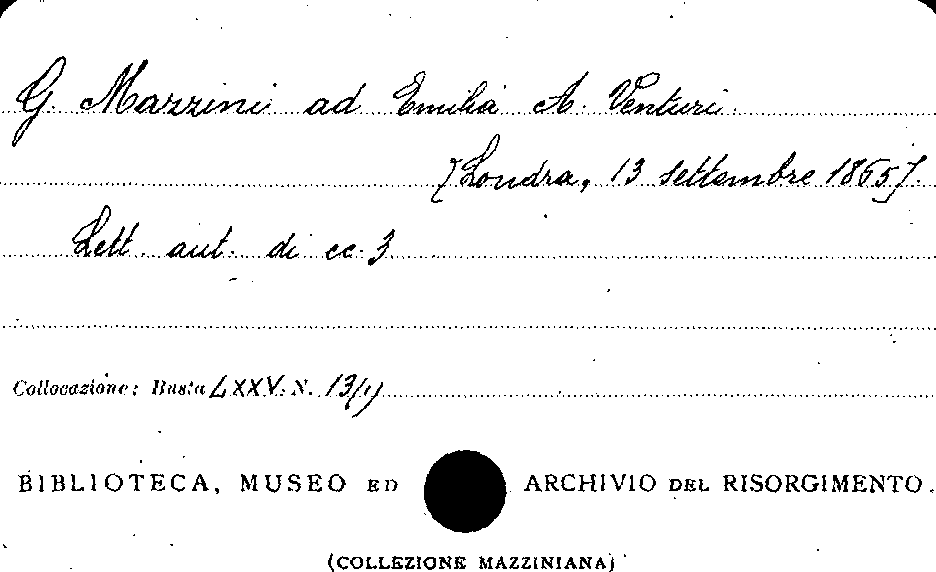 G. Mazzini ad Emilia A. Venturi.
[Londra, 13 settembre 1865].
Lett. aut. di cc. 3
Collocazione: Busta LXXV. N. 13/1)
BIBLIOTECA, MUSEO ED ARCHIVIO DEL RISORGIMENTO.
(COLLEZIONE MAZZINIANA)